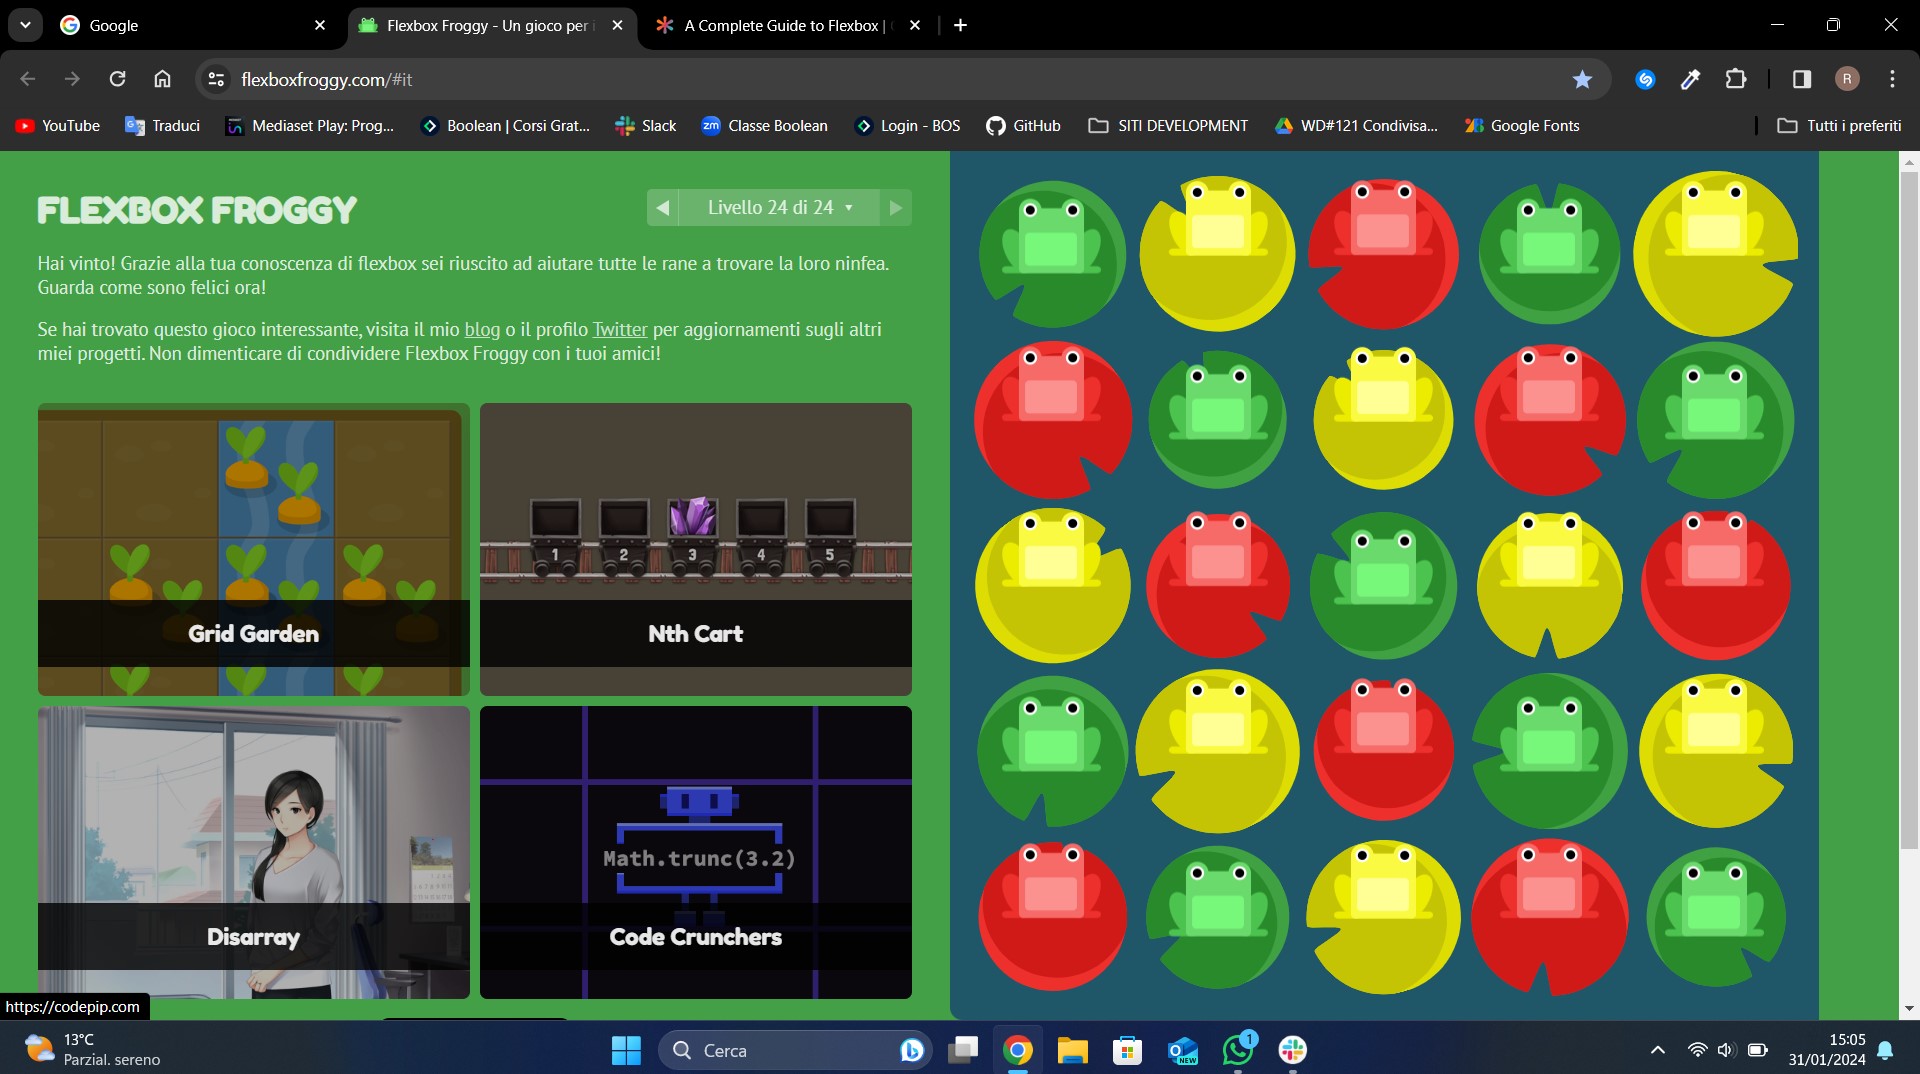 Google
Flexbox Froggy - Un gioco per i
A Complete Guide to Flexbox |
flexboxfroggy.com/#it
R
YouTube
Traduci
Mediaset Play: Prog...
Boolean | Corsi Grat...
Slack
zm Classe Boolean
Login - BOS
GitHub
SITI DEVELOPMENT
WD#121 Condivisa...
Google Fonts
Tutti i preferiti
FLEXBOX FROGGY
Livello 24 di 24
Hai vinto! Grazie alla tua conoscenza di flexbox sei riuscito ad aiutare tutte le rane a trovare la loro ninfea.
Guarda come sono felici ora!
Se hai trovato questo gioco interessante, visita il mio blog o il profilo Twitter per aggiornamenti sugli altri
miei progetti. Non dimenticare di condividere Flexbox Froggy con i tuoi amici!
1 2 3 4 5
Grid Garden
Nth Cart
Math.trunc(3.2)
Disarray
Code Crunchers
https://codepip.com
13°C
Parzial. sereno
Cerca
NEW
1
15:05
31/01/2024